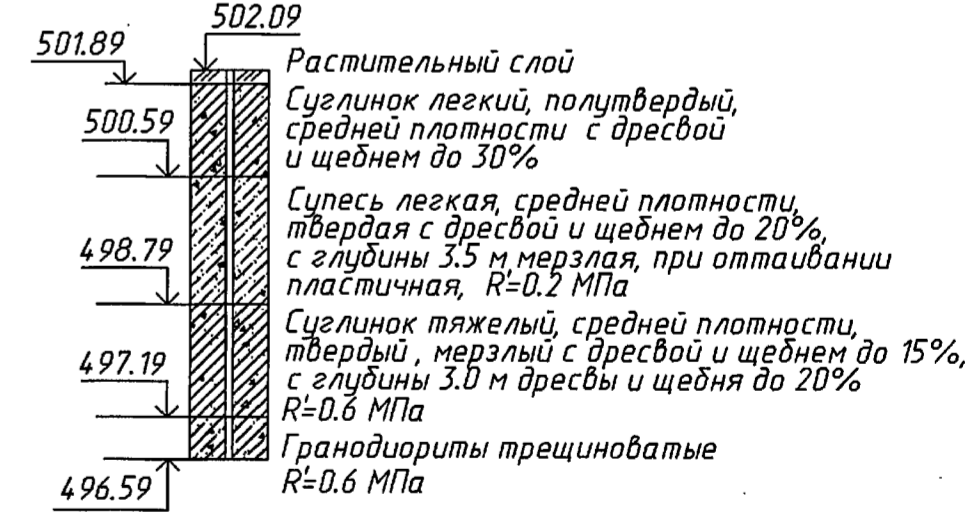 502.09
501.89
Растительный слой
Суглинок легкий, полутвердый,
500.59
средней плотности с дресвой
и щебнем до 30%
Супесь легкая, средней плотности,
твердая с дресвой и щебнем до 20%,
498.79
с глубины 3.5 м мерзлая, при оттаивании
пластичная, R'=0.2 МПа
Суглинок тяжелый, средней плотности,
твердый, мерзлый с дресвой и щебнем до 15%,
497.19
с глубины 3.0 м дресвы и щебня до 20%
R'=0.6 МПа
Гранодиориты трещиноватые
496.59
R'=0.6 МПа